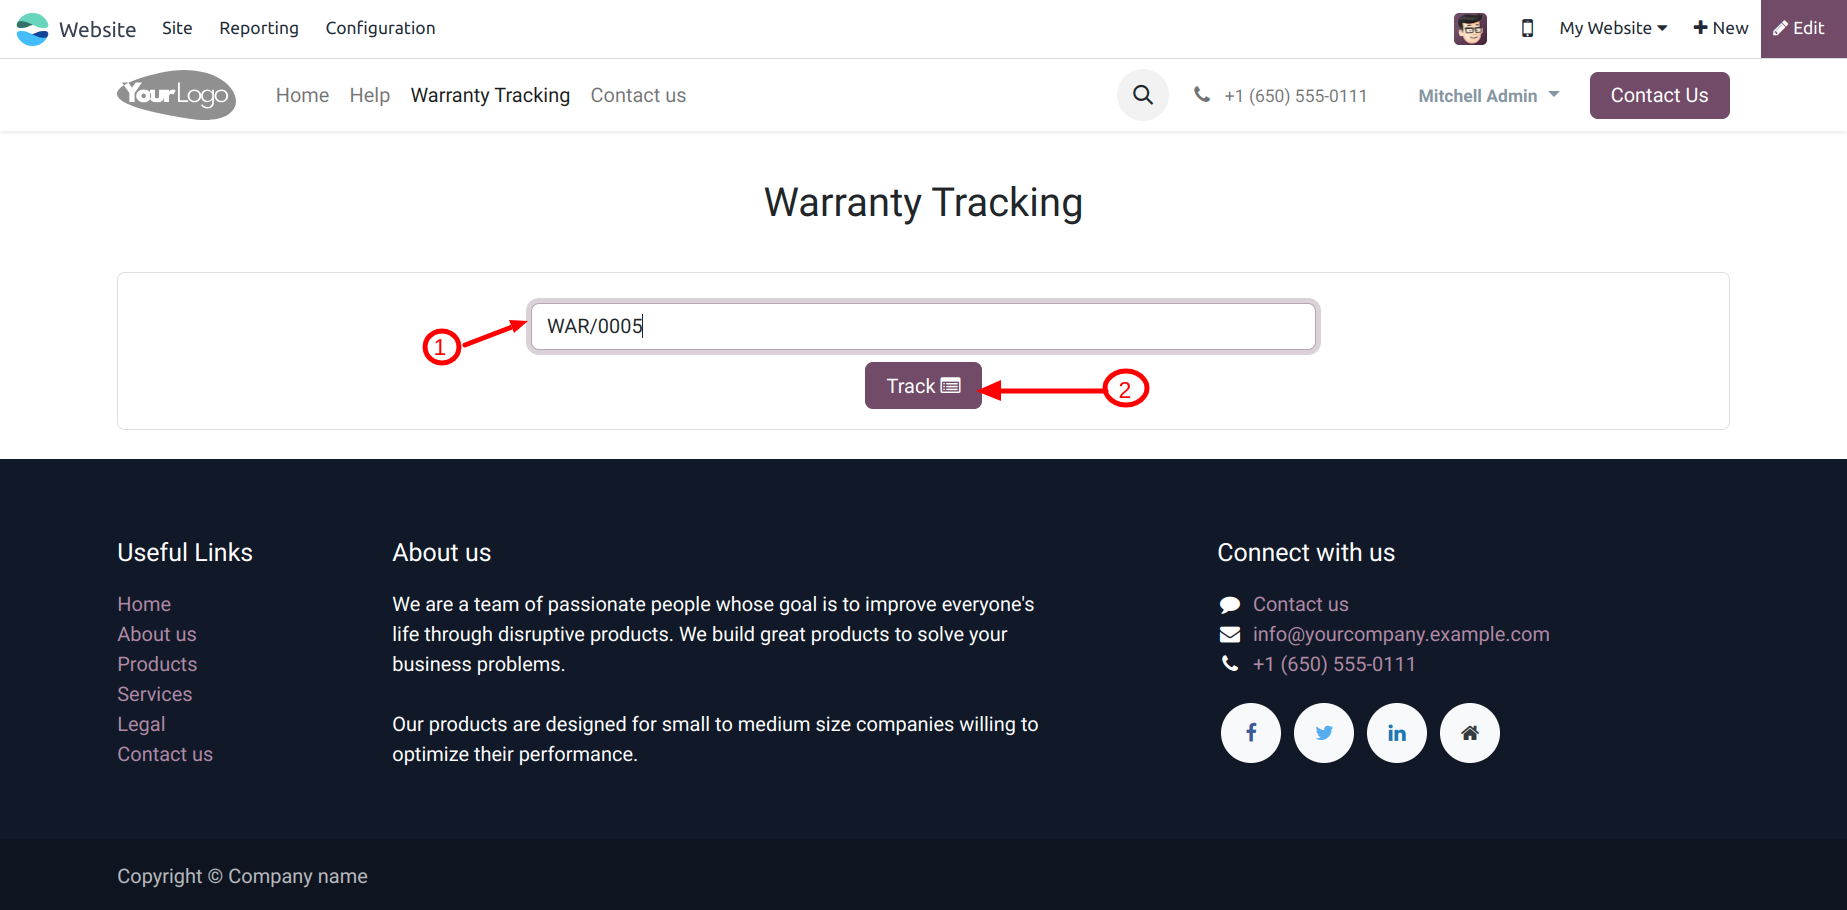 Website Site Reporting Configuration My Website New Edit
YourLogo Home Help Warranty Tracking Contact us +1 (650) 555-0111 Mitchell Admin Contact Us
Warranty Tracking
WAR/0005
1
Track
2
Useful Links
Home
About us
Products
Services
Legal
Contact us
About us
We are a team of passionate people whose goal is to improve everyone's
life through disruptive products. We build great products to solve your
business problems.
Our products are designed for small to medium size companies willing to
optimize their performance.
Connect with us
Contact us
info@yourcompany.example.com
+1 (650) 555-0111
Copyright © Company name